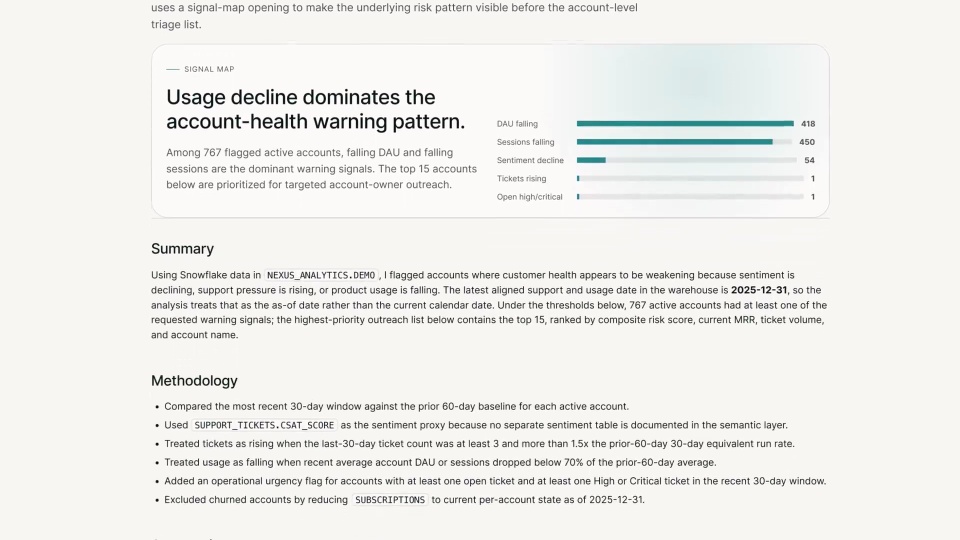 uses a signal-map opening to make the underlying risk pattern visible before the account-level
triage list.
SIGNAL MAP
Usage decline dominates the
account-health warning pattern.
Among 767 flagged active accounts, falling DAU and falling
sessions are the dominant warning signals. The top 15 accounts
below are prioritized for targeted account-owner outreach.
DAU falling 418
Sessions falling 450
Sentiment decline 54
Tickets rising 1
Open high/critical 1
Summary
Using Snowflake data in NEXUS_ANALYTICS.DEMO, I flagged accounts where customer health appears to be weakening because sentiment is
declining, support pressure is rising, or product usage is falling. The latest aligned support and usage date in the warehouse is 2025-12-31, so the
analysis treats that as the as-of date rather than the current calendar date. Under the thresholds below, 767 active accounts had at least one of the
requested warning signals; the highest-priority outreach list below contains the top 15, ranked by composite risk score, current MRR, ticket volume,
and account name.
Methodology
• Compared the most recent 30-day window against the prior 60-day baseline for each active account.
• Used SUPPORT_TICKETS.CSAT_SCORE as the sentiment proxy because no separate sentiment table is documented in the semantic layer.
• Treated tickets as rising when the last-30-day ticket count was at least 3 and more than 1.5x the prior-60-day 30-day equivalent run rate.
• Treated usage as falling when recent average account DAU or sessions dropped below 70% of the prior-60-day average.
• Added an operational urgency flag for accounts with at least one open ticket and at least one High or Critical ticket in the recent 30-day window.
• Excluded churned accounts by reducing SUBSCRIPTIONS to current per-account state as of 2025-12-31.